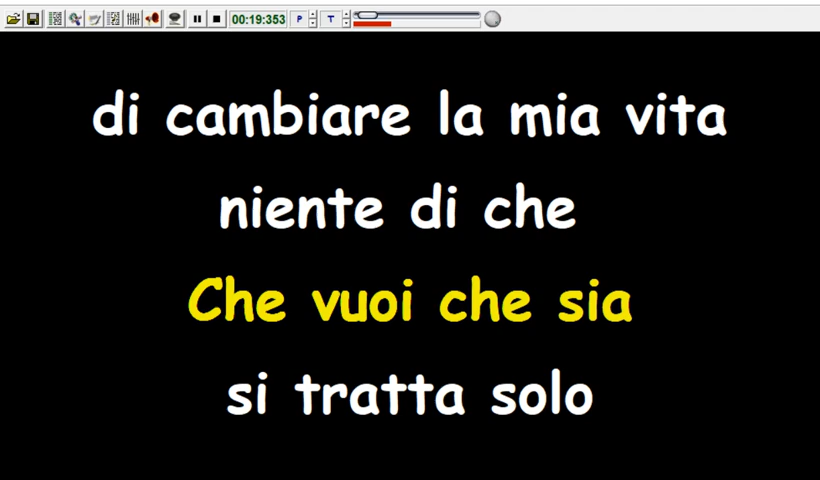 00:19:353 P T
di cambiare la mia vita
niente di che
Che vuoi che sia
si tratta solo